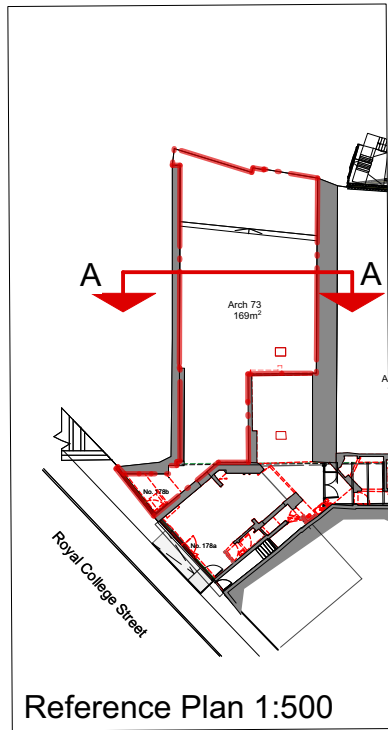 A A
Arch 73
169m²
A
No. 178b
No. 178a
Royal College Street
Reference Plan 1:500